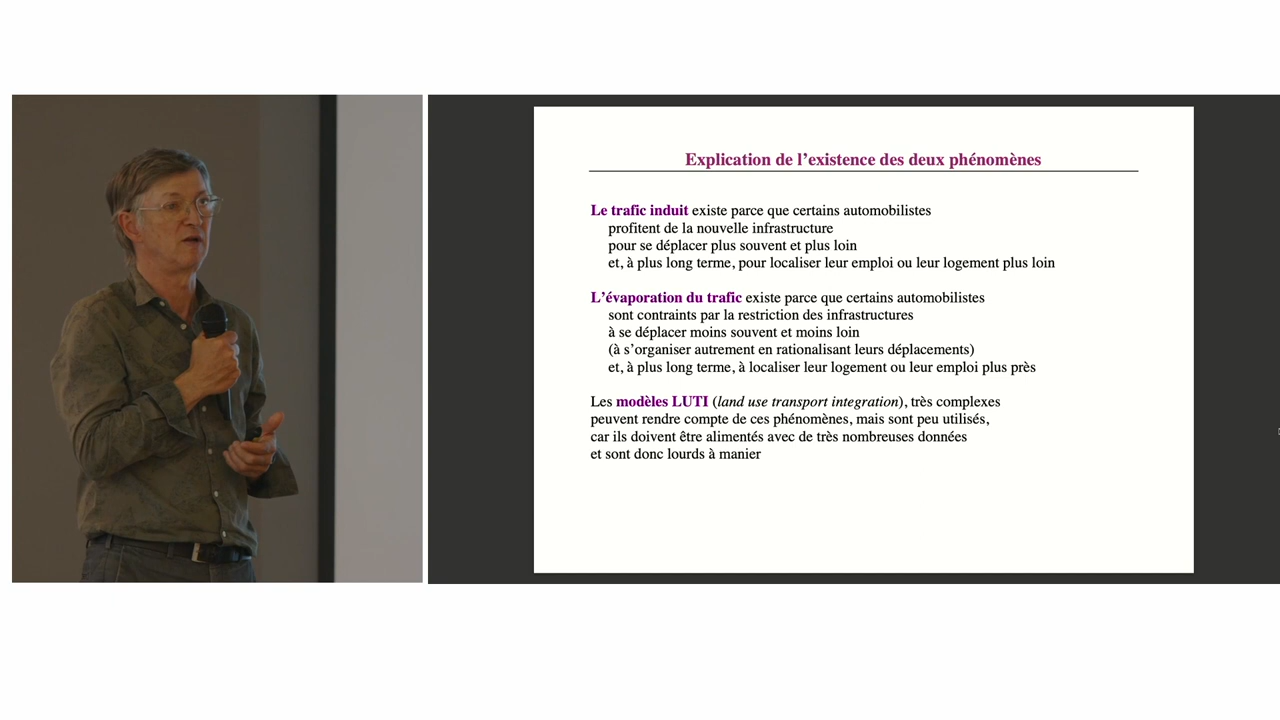 Explication de l’existence des deux phénomènes
Le trafic induit existe parce que certains automobilistes
profitent de la nouvelle infrastructure
pour se déplacer plus souvent et plus loin
et, à plus long terme, pour localiser leur emploi ou leur logement plus loin
L’évaporation du trafic existe parce que certains automobilistes
sont contraints par la restriction des infrastructures
à se déplacer moins souvent et moins loin
(à s’organiser autrement en rationalisant leurs déplacements)
et, à plus long terme, à localiser leur logement ou leur emploi plus près
Les modèles LUTI (land use transport integration), très complexes
peuvent rendre compte de ces phénomènes, mais sont peu utilisés,
car ils doivent être alimentés avec de très nombreuses données
et sont donc lourds à manier